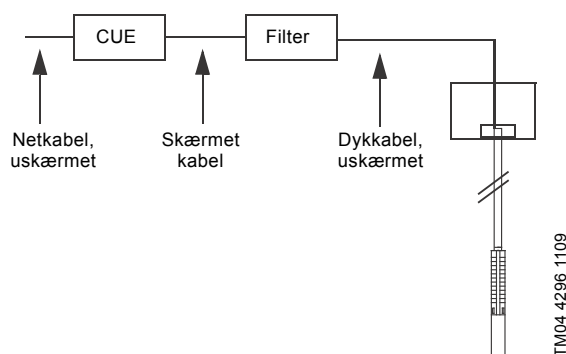 CUE
Filter
Netkabel,
uskærmet
Skærmet
kabel
Dykkabel,
uskærmet
TM04 4296 1109